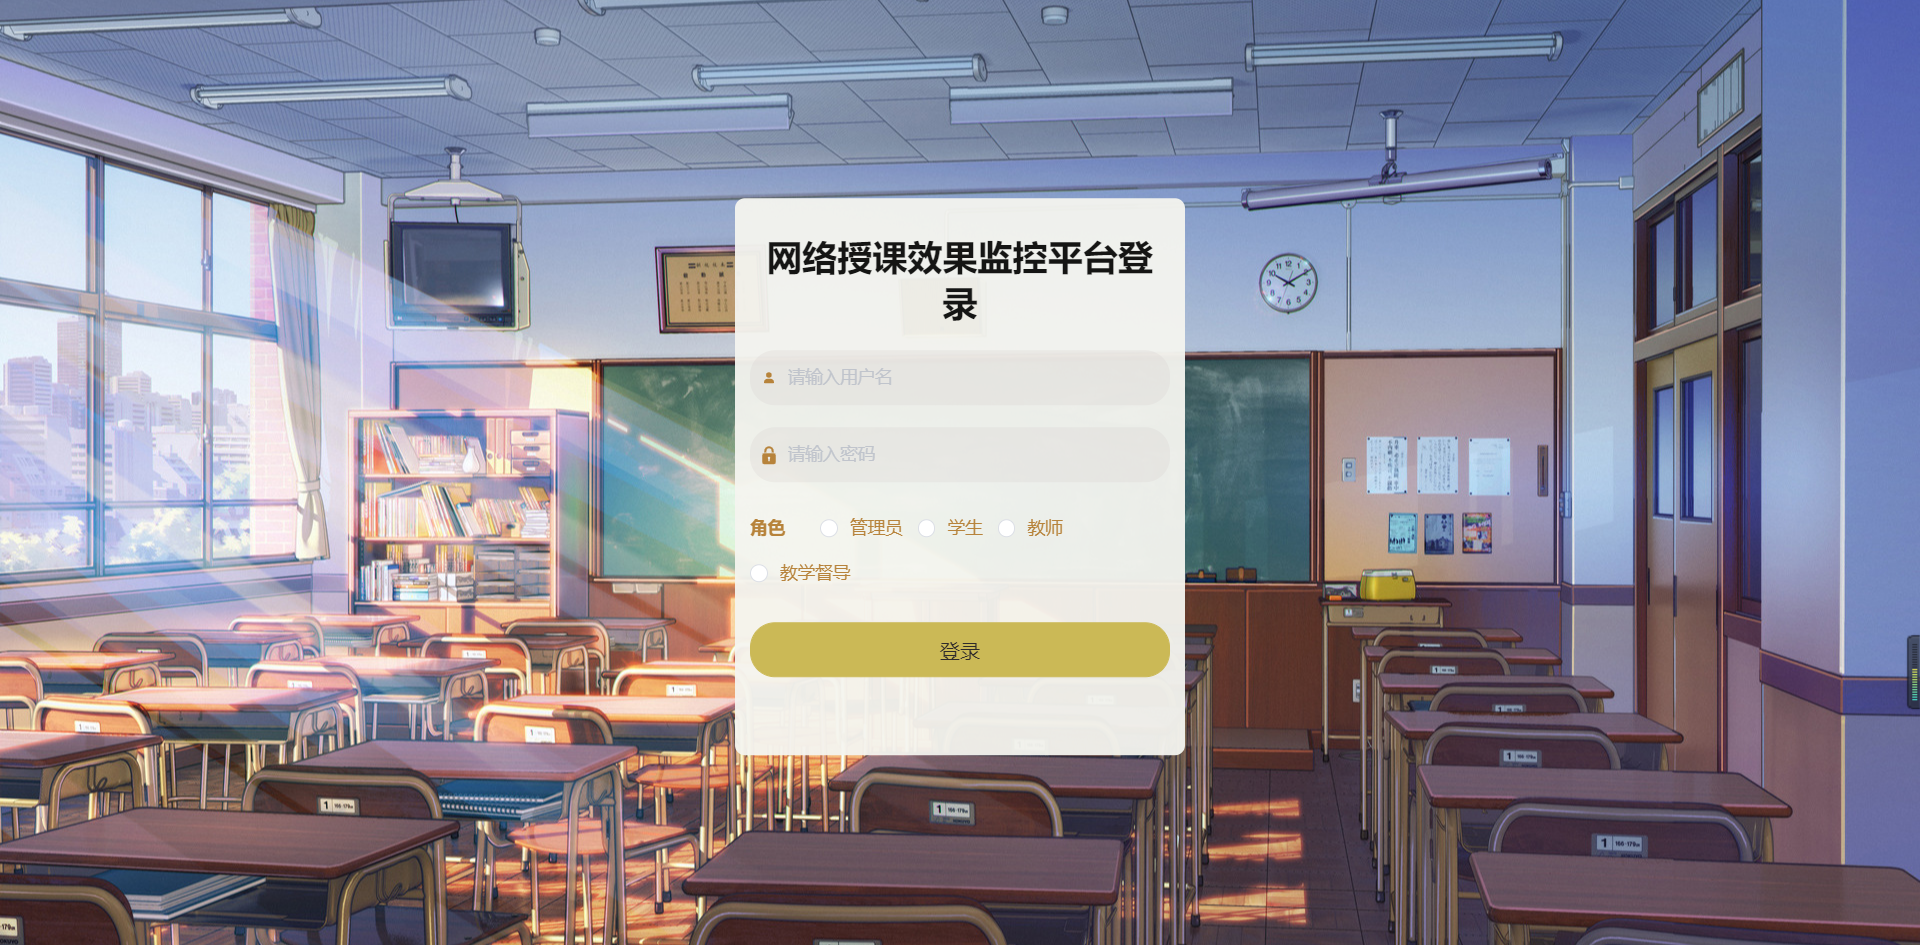 网络授课效果监控平台登
录
请输入用户名
请输入密码
角色 管理员 学生 教师
教学督导
登录